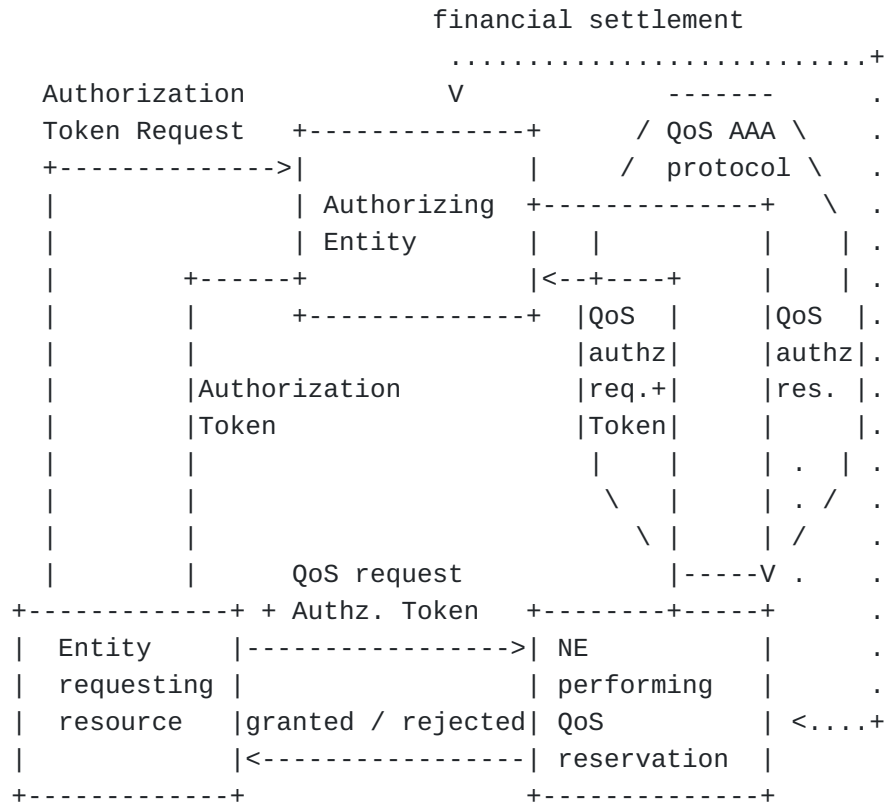 financial settlement
                            ...........................+
  Authorization             V             -------      .
  Token Request   +--------------+      / QoS AAA \    .
  +-------------->|              |     /  protocol \   .
  |               | Authorizing  +--------------+   \  .
  |               | Entity       |   |          |    | .
  |        +------+              |<--+----+     |    | .
  |        |      +--------------+  |QoS  |     |QoS  |.
  |        |                        |authz|     |authz|.
  |        |Authorization           |req.+|     |res. |.
  |        |Token                   |Token|     |     |.
  |        |                         |    |     | .  | .
  |        |                          \   |     | . /  .
  |        |                            \ |     | /    .
  |        |      QoS request             |-----V .    .
+-------------+ + Authz. Token   +--------+-----+      .
|  Entity     |----------------->| NE           |      .
|  requesting |                  | performing   |      .
|  resource   |granted / rejected| QoS          | <....+
|             |<-----------------| reservation  |
+-------------+                  +--------------+